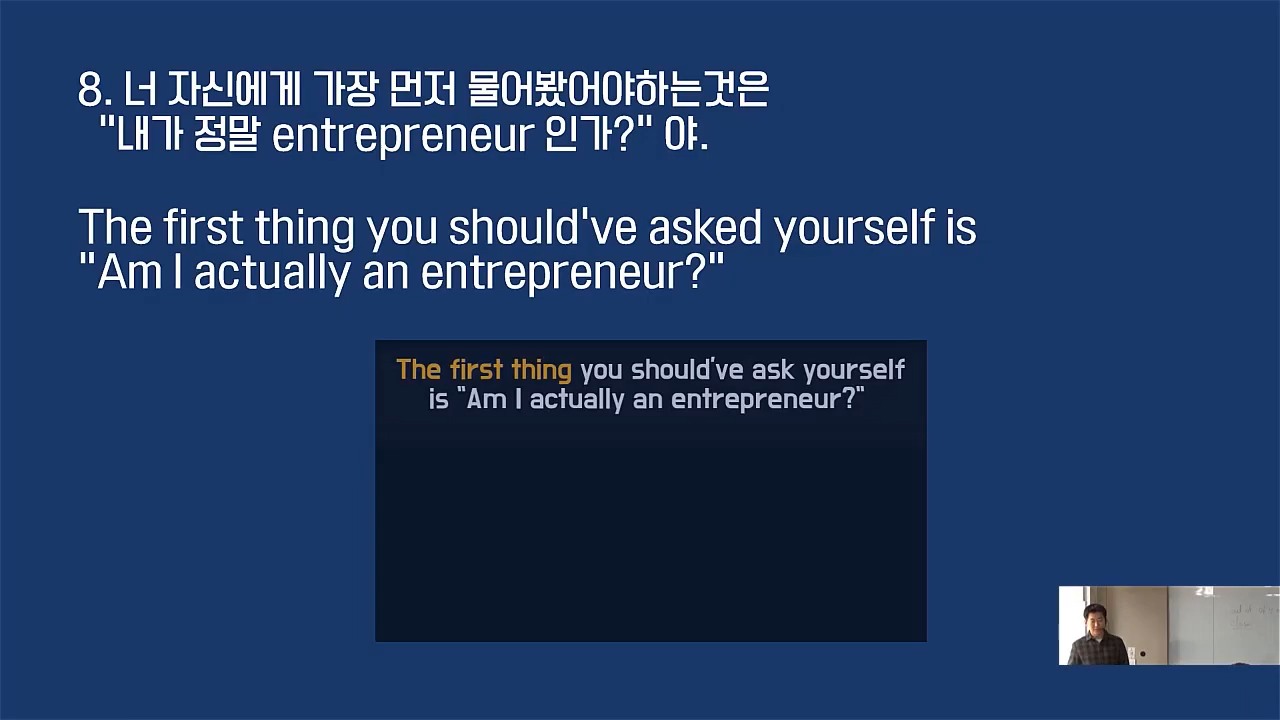 8. 너 자신에게 가장 먼저 물어봤어야하는것은
"내가 정말 entrepreneur 인가?" 야.
The first thing you should've asked yourself is
"Am I actually an entrepreneur?"
The first thing you should've ask yourself
is "Am I actually an entrepreneur?"